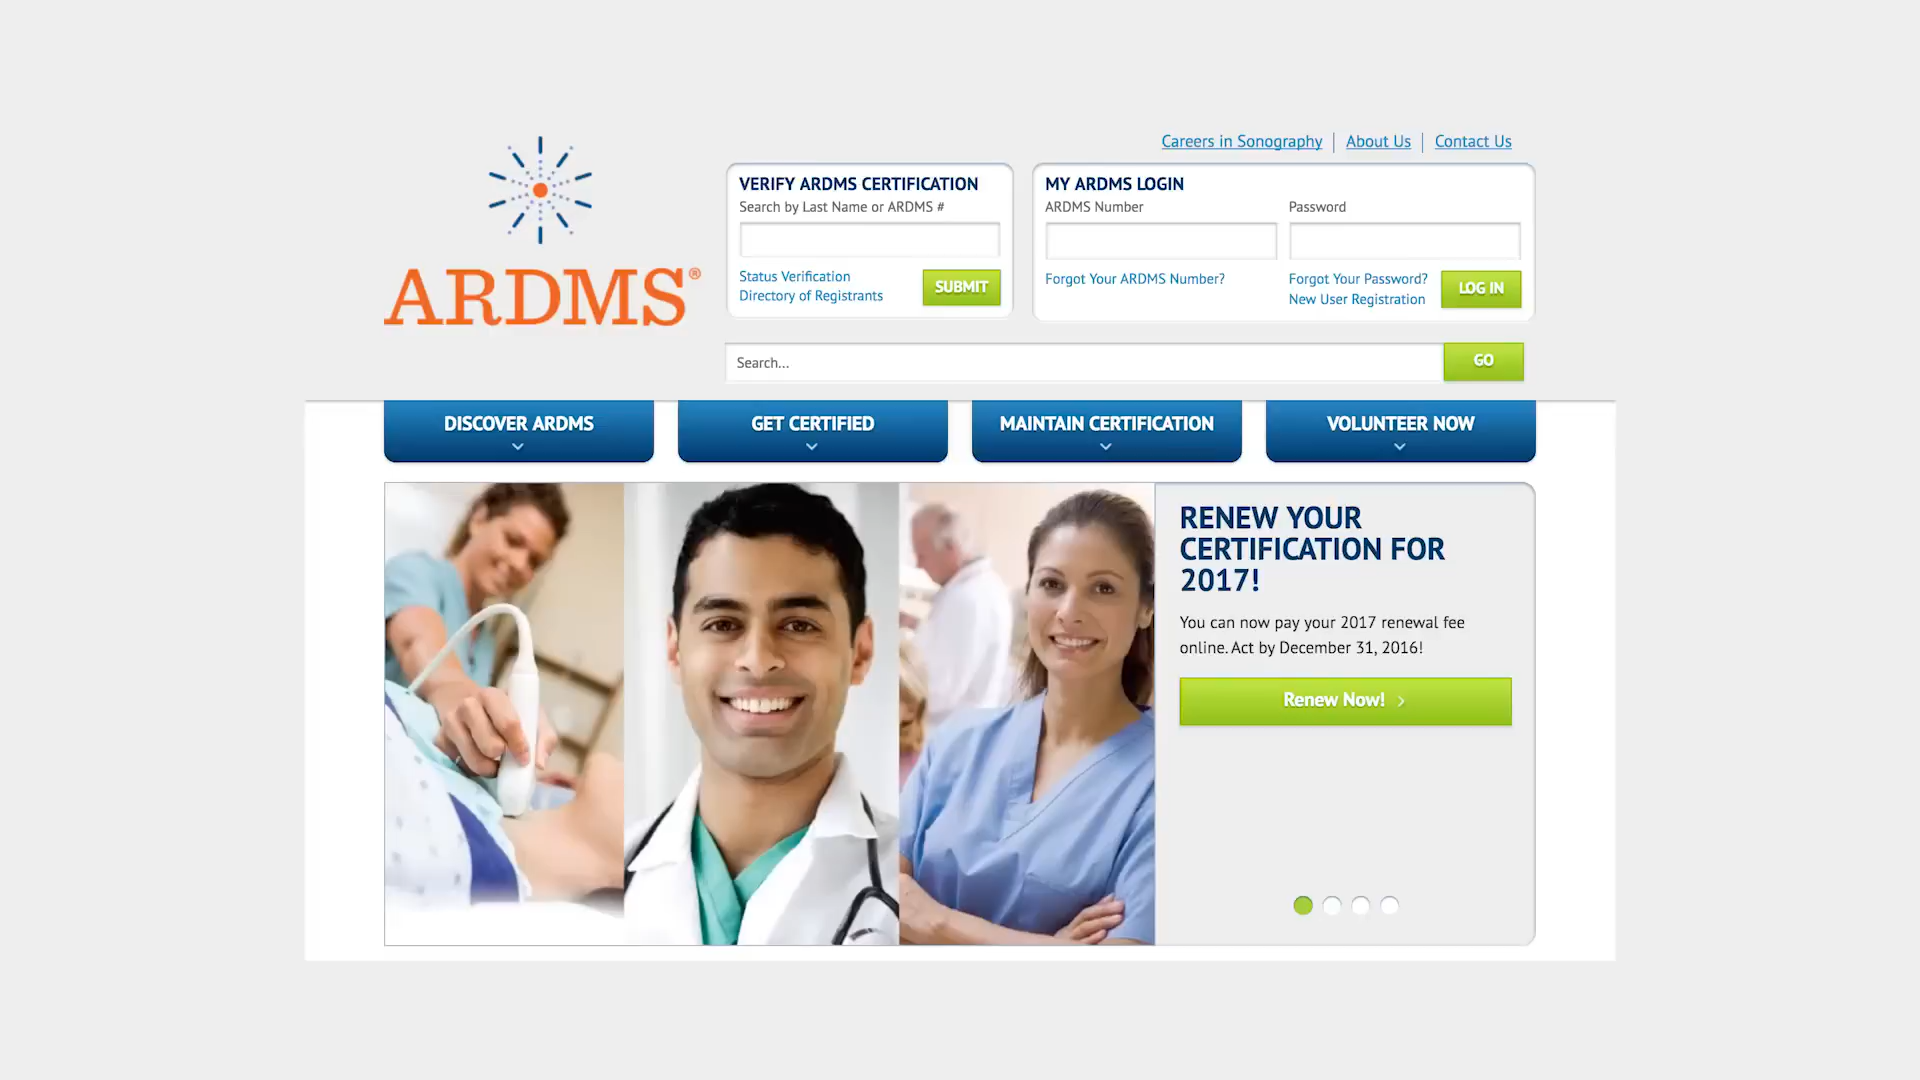 Careers in Sonography | About Us | Contact Us
ARDMS®
VERIFY ARDMS CERTIFICATION
Search by Last Name or ARDMS #
Status Verification
Directory of Registrants
SUBMIT
MY ARDMS LOGIN
ARDMS Number
Password
Forgot Your ARDMS Number?
Forgot Your Password?
New User Registration
LOG IN
Search...
GO
DISCOVER ARDMS
GET CERTIFIED
MAINTAIN CERTIFICATION
VOLUNTEER NOW
RENEW YOUR
CERTIFICATION FOR
2017!
You can now pay your 2017 renewal fee
online. Act by December 31, 2016!
Renew Now!